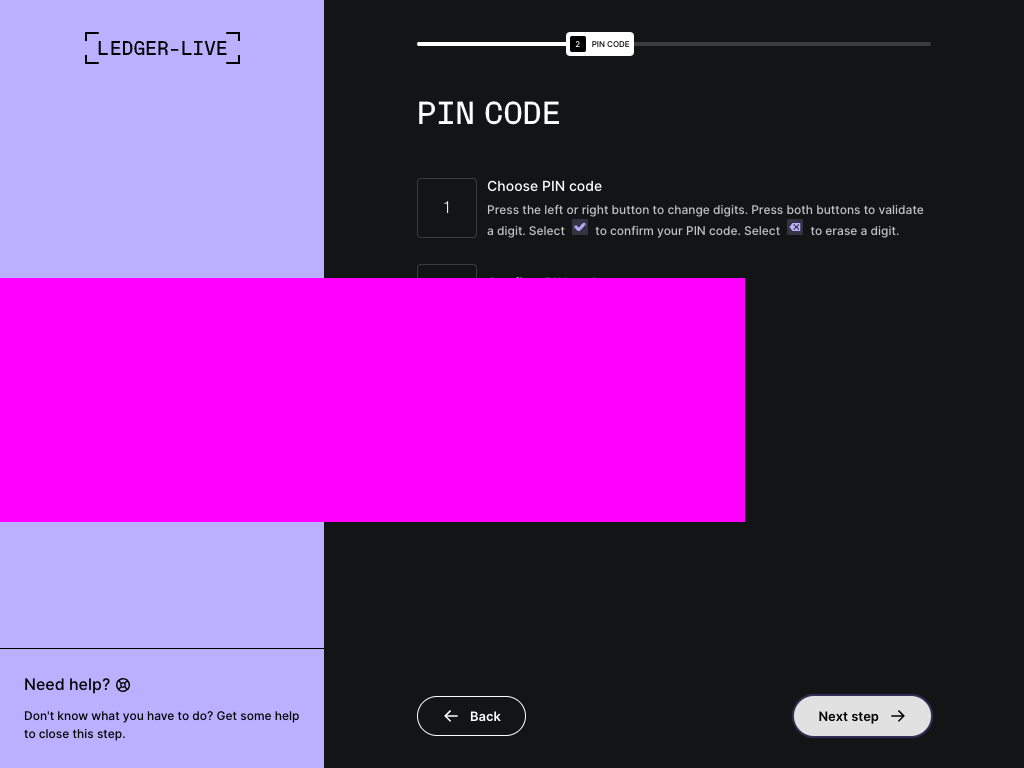 LEDGER-LIVE
2 PIN CODE
PIN CODE
1
Choose PIN code
Press the left or right button to change digits. Press both buttons to validate
a digit. Select to confirm your PIN code. Select to erase a digit.
Need help?
Don't know what you have to do? Get some help
to close this step.
Back
Next step